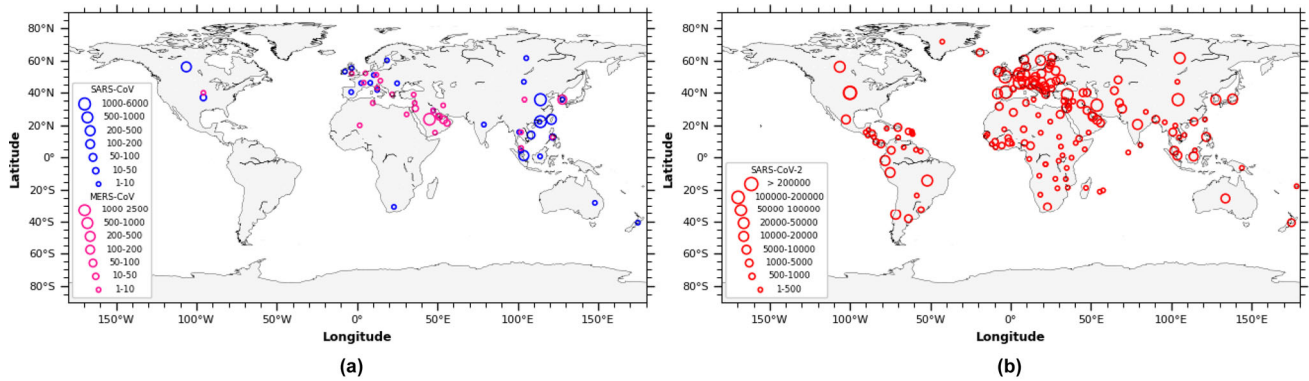 80°N
60°N
40°N
20°N
0°
20°S
40°S
60°S
80°S
Latitude
SARS-CoV
1000-6000
500-1000
200-500
100-200
50-100
10-50
1-10
MERS-CoV
1000 2500
500-1000
200-500
100-200
50-100
10-50
1-10
150°W
100°W
50°W
0°
50°E
100°E
150°E
Longitude
(a)
80°N
60°N
40°N
20°N
0°
20°S
40°S
60°S
80°S
Latitude
SARS-CoV-2
> 200000
100000-200000
50000 100000
20000-50000
10000-20000
5000-10000
1000-5000
500-1000
1-500
150°W
100°W
50°W
0°
50°E
100°E
150°E
Longitude
(b)